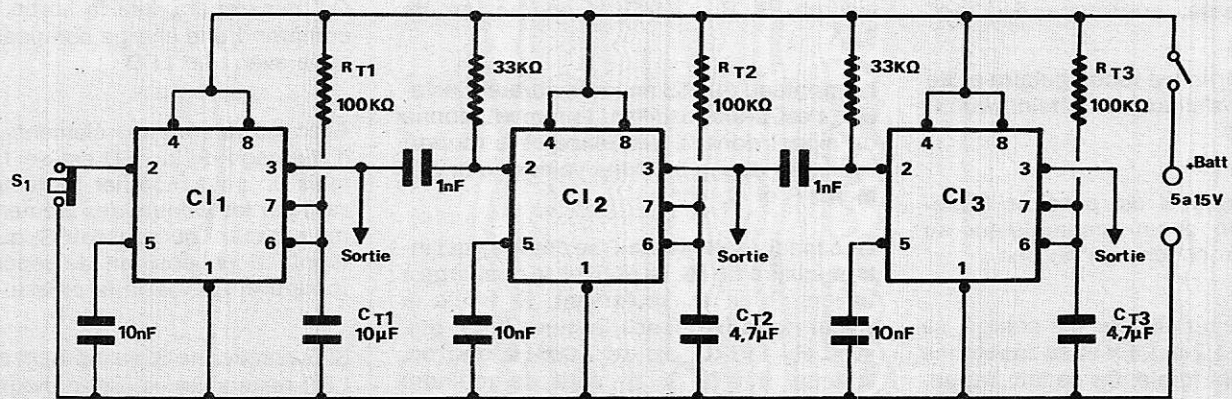 RT1
33KΩ
RT2
33KΩ
RT3
100KΩ
100KΩ
100KΩ
4
8
4
8
4
8
2
3
2
3
2
3
+Batt
S1
CI1
7
1nF
CI2
7
1nF
CI3
7
5a15V
5
6
5
6
5
6
1
Sortie
1
Sortie
1
Sortie
10nF
CT1
10µF
10nF
CT2
4,7µF
10nF
CT3
4,7µF